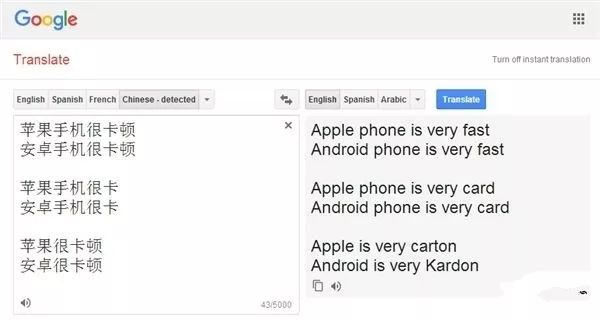 Google
Translate
Turn off instant translation
English Spanish French Chinese - detected
English Spanish Arabic Translate
苹果手机很卡顿
安卓手机很卡顿
苹果手机很卡
安卓手机很卡
苹果很卡顿
安卓很卡顿
43/5000
Apple phone is very fast
Android phone is very fast
Apple phone is very card
Android phone is very card
Apple is very carton
Android is very Kardon